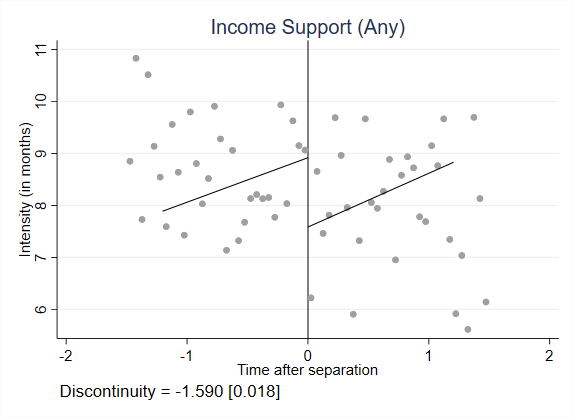 Income Support (Any)
Intensity (in months)
11
10
9
8
7
6
-2
-1
0
1
2
Time after separation
Discontinuity = -1.590 [0.018]